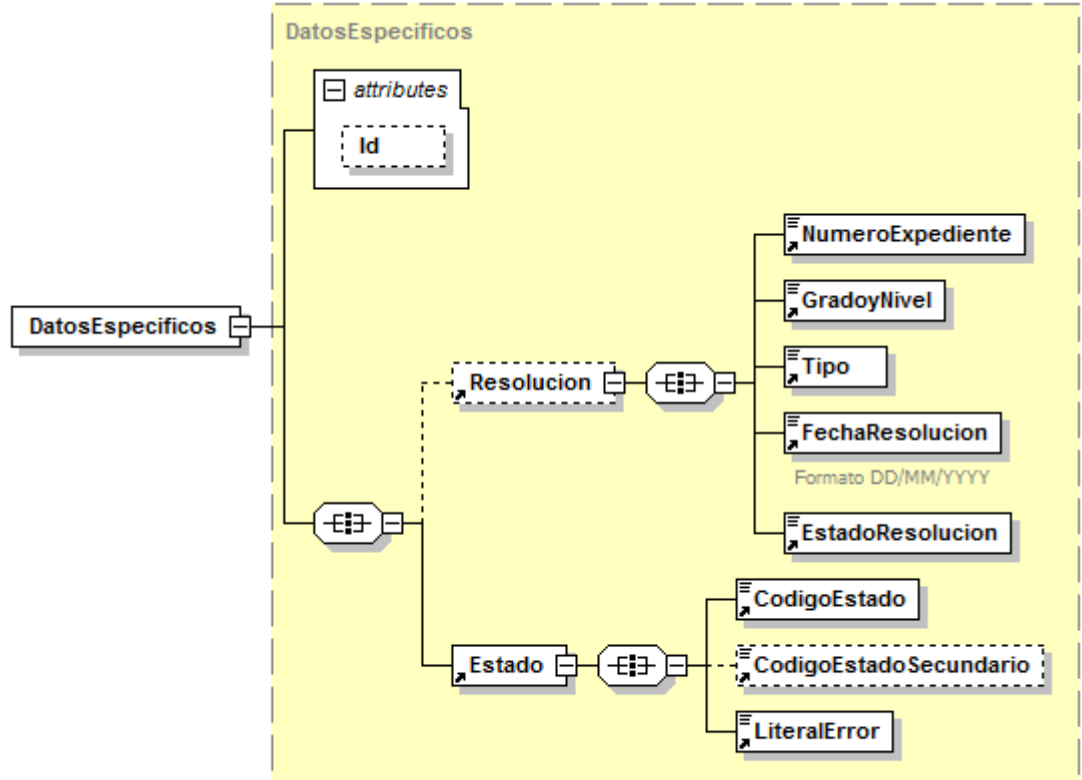 DatosEspecificos
attributes
Id
DatosEspecificos
NumeroExpediente
GradoyNivel
Tipo
Resolucion
FechaResolucion
Formato DD/MM/YYYY
EstadoResolucion
CodigoEstado
Estado
CodigoEstadoSecundario
LiteralError